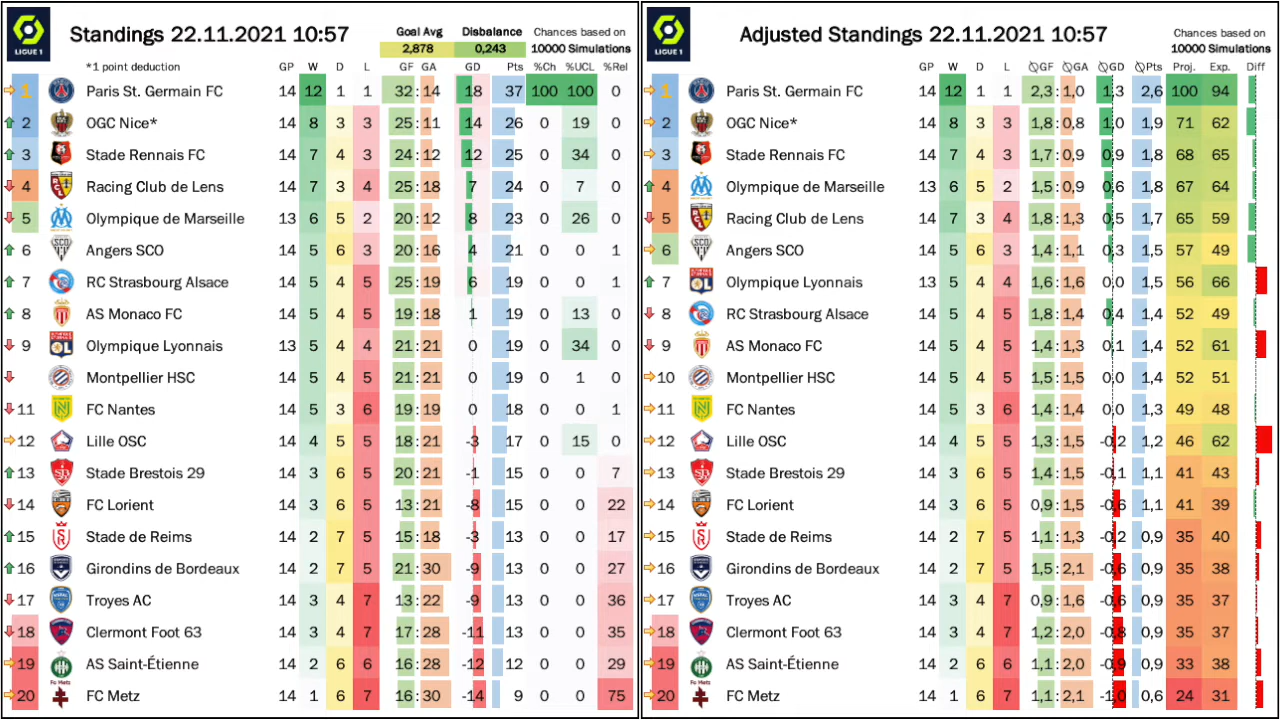 LIGUE 1
Standings 22.11.2021 10:57
Goal Avg Disbalance Chances based on
2,878 0,243 10000 Simulations
*1 point deduction GP W D L GF GA GD Pts %Ch %UCL %Rel
1 Paris St. Germain FC 14 12 1 1 32 : 14 18 37 100 100 0
2 OGC Nice* 14 8 3 3 25 : 11 14 26 0 19 0
3 Stade Rennais FC 14 7 4 3 24 : 12 12 25 0 34 0
4 Racing Club de Lens 14 7 3 4 25 : 18 7 24 0 7 0
5 Olympique de Marseille 13 6 5 2 20 : 12 8 23 0 26 0
6 Angers SCO 14 5 6 3 20 : 16 4 21 0 0 1
7 RC Strasbourg Alsace 14 5 4 5 25 : 19 6 19 0 0 1
8 AS Monaco FC 14 5 4 5 19 : 18 1 19 0 13 0
9 Olympique Lyonnais 13 5 4 4 21 : 21 0 19 0 34 0
Montpellier HSC 14 5 4 5 21 : 21 0 19 0 1 0
11 FC Nantes 14 5 3 6 19 : 19 0 18 0 0 1
12 Lille OSC 14 4 5 5 18 : 21 -3 17 0 15 0
13 Stade Brestois 29 14 3 6 5 20 : 21 -1 15 0 0 7
14 FC Lorient 14 3 6 5 13 : 21 -8 15 0 0 22
15 Stade de Reims 14 2 7 5 15 : 18 -3 13 0 0 17
16 Girondins de Bordeaux 14 2 7 5 21 : 30 -9 13 0 0 27
17 Troyes AC 14 3 4 7 13 : 22 -9 13 0 0 36
18 Clermont Foot 63 14 3 4 7 17 : 28 -11 13 0 0 35
19 AS Saint-Étienne 14 2 6 6 16 : 28 -12 12 0 0 29
20 FC Metz 14 1 6 7 16 : 30 -14 9 0 0 75
LIGUE 1
Adjusted Standings 22.11.2021 10:57
Chances based on
10000 Simulations
GP W D L ∅GF ∅GA ∅GD ∅Pts Proj. Exp. Diff
1 Paris St. Germain FC 14 12 1 1 2,3 : 1,0 1,3 2,6 100 94
2 OGC Nice* 14 8 3 3 1,8 : 0,8 1,0 1,9 71 62
3 Stade Rennais FC 14 7 4 3 1,7 : 0,9 0,9 1,8 68 65
4 Olympique de Marseille 13 6 5 2 1,5 : 0,9 0,6 1,8 67 64
5 Racing Club de Lens 14 7 3 4 1,8 : 1,3 0,5 1,7 65 59
6 Angers SCO 14 5 6 3 1,4 : 1,1 0,3 1,5 57 49
7 Olympique Lyonnais 13 5 4 4 1,6 : 1,6 0,0 1,5 56 66
8 RC Strasbourg Alsace 14 5 4 5 1,8 : 1,4 0,4 1,4 52 49
9 AS Monaco FC 14 5 4 5 1,4 : 1,3 0,1 1,4 52 61
10 Montpellier HSC 14 5 4 5 1,5 : 1,5 0,0 1,4 52 51
11 FC Nantes 14 5 3 6 1,4 : 1,4 0,0 1,3 49 48
12 Lille OSC 14 4 5 5 1,3 : 1,5 -0,2 1,2 46 62
13 Stade Brestois 29 14 3 6 5 1,4 : 1,5 -0,1 1,1 41 43
14 FC Lorient 14 3 6 5 0,9 : 1,5 -0,6 1,1 41 39
15 Stade de Reims 14 2 7 5 1,1 : 1,3 -0,2 0,9 35 40
16 Girondins de Bordeaux 14 2 7 5 1,5 : 2,1 -0,6 0,9 35 38
17 Troyes AC 14 3 4 7 0,9 : 1,6 -0,6 0,9 35 37
18 Clermont Foot 63 14 3 4 7 1,2 : 2,0 -0,8 0,9 35 37
19 AS Saint-Étienne 14 2 6 6 1,1 : 2,0 -0,9 0,9 33 38
20 FC Metz 14 1 6 7 1,1 : 2,1 -1,0 0,6 24 31